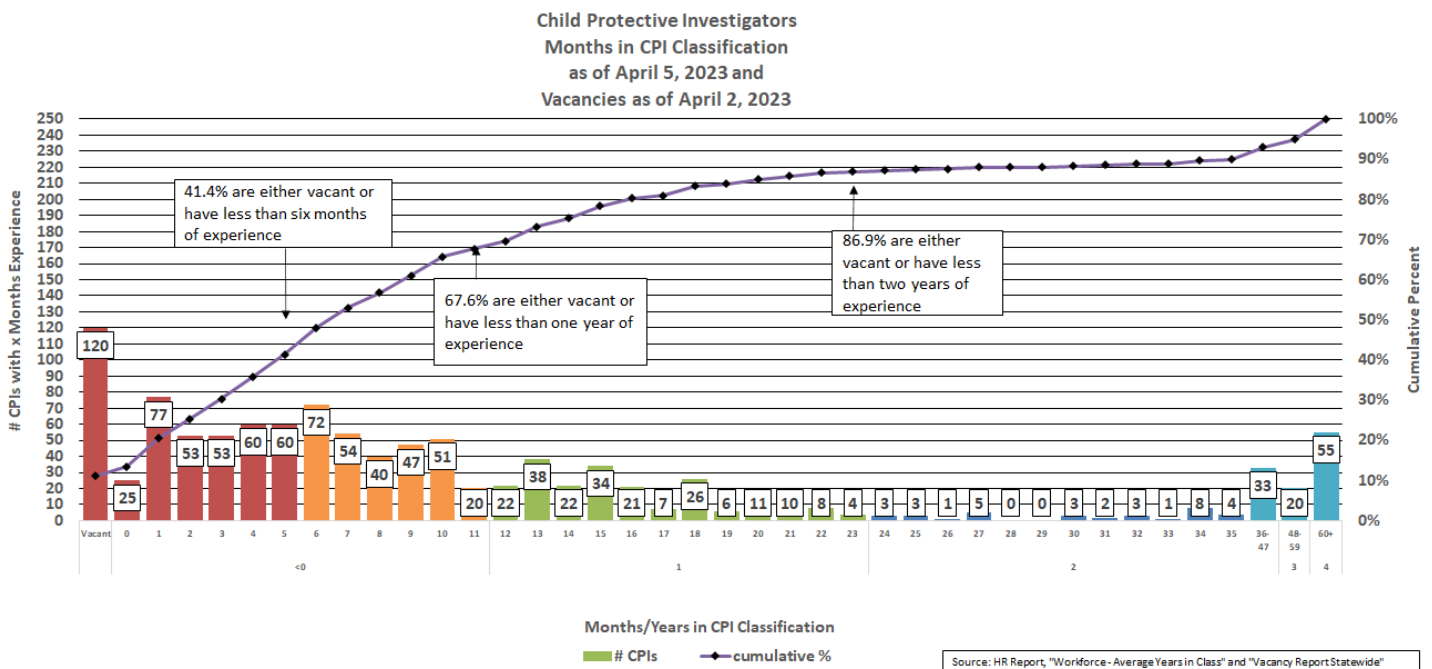 Child Protective Investigators
Months in CPI Classification
as of April 5, 2023 and
Vacancies as of April 2, 2023
# CPIs with x Months Experience
250
240
230
220
210
200
190
180
170
160
150
140
130
120
110
100
90
80
70
60
50
40
30
20
10
0
41.4% are either vacant or
have less than six months
of experience
67.6% are either vacant or
have less than one year of
experience
86.9% are either
vacant or have less
than two years of
experience
120 25 77 53 53 60 60 72 54 40 47 51 20 22 38 22 34 21 7 26 6 11 10 8 4 3 3 1 5 0 0 3 2 3 1 8 4 33 20 55
100%
90%
80%
70%
60%
50%
40%
30%
20%
10%
0%
Cumulative Percent
Vacant 0 1 2 3 4 5 6 7 8 9 10 11 12 13 14 15 16 17 18 19 20 21 22 23 24 25 26 27 28 29 30 31 32 33 34 35 36-47 48-59 60+
<0 1 2 3 4
Months/Years in CPI Classification
# CPIs cumulative %
Source: HR Report, "Workforce - Average Years in Class" and "Vacancy Report Statewide"